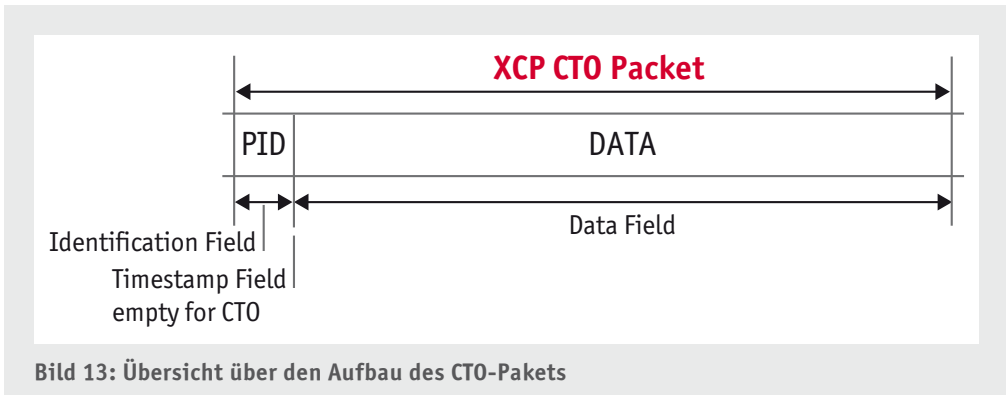 XCP CTO Packet
PID
DATA
Data Field
Identification Field
Timestamp Field
empty for CTO
Bild 13: Übersicht über den Aufbau des CTO-Pakets